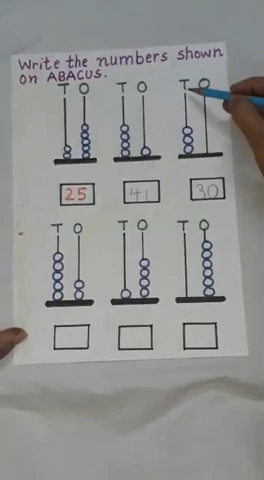 Write the numbers shown
on ABACUS.
T O T O T O
25 41 30
T O T O T O